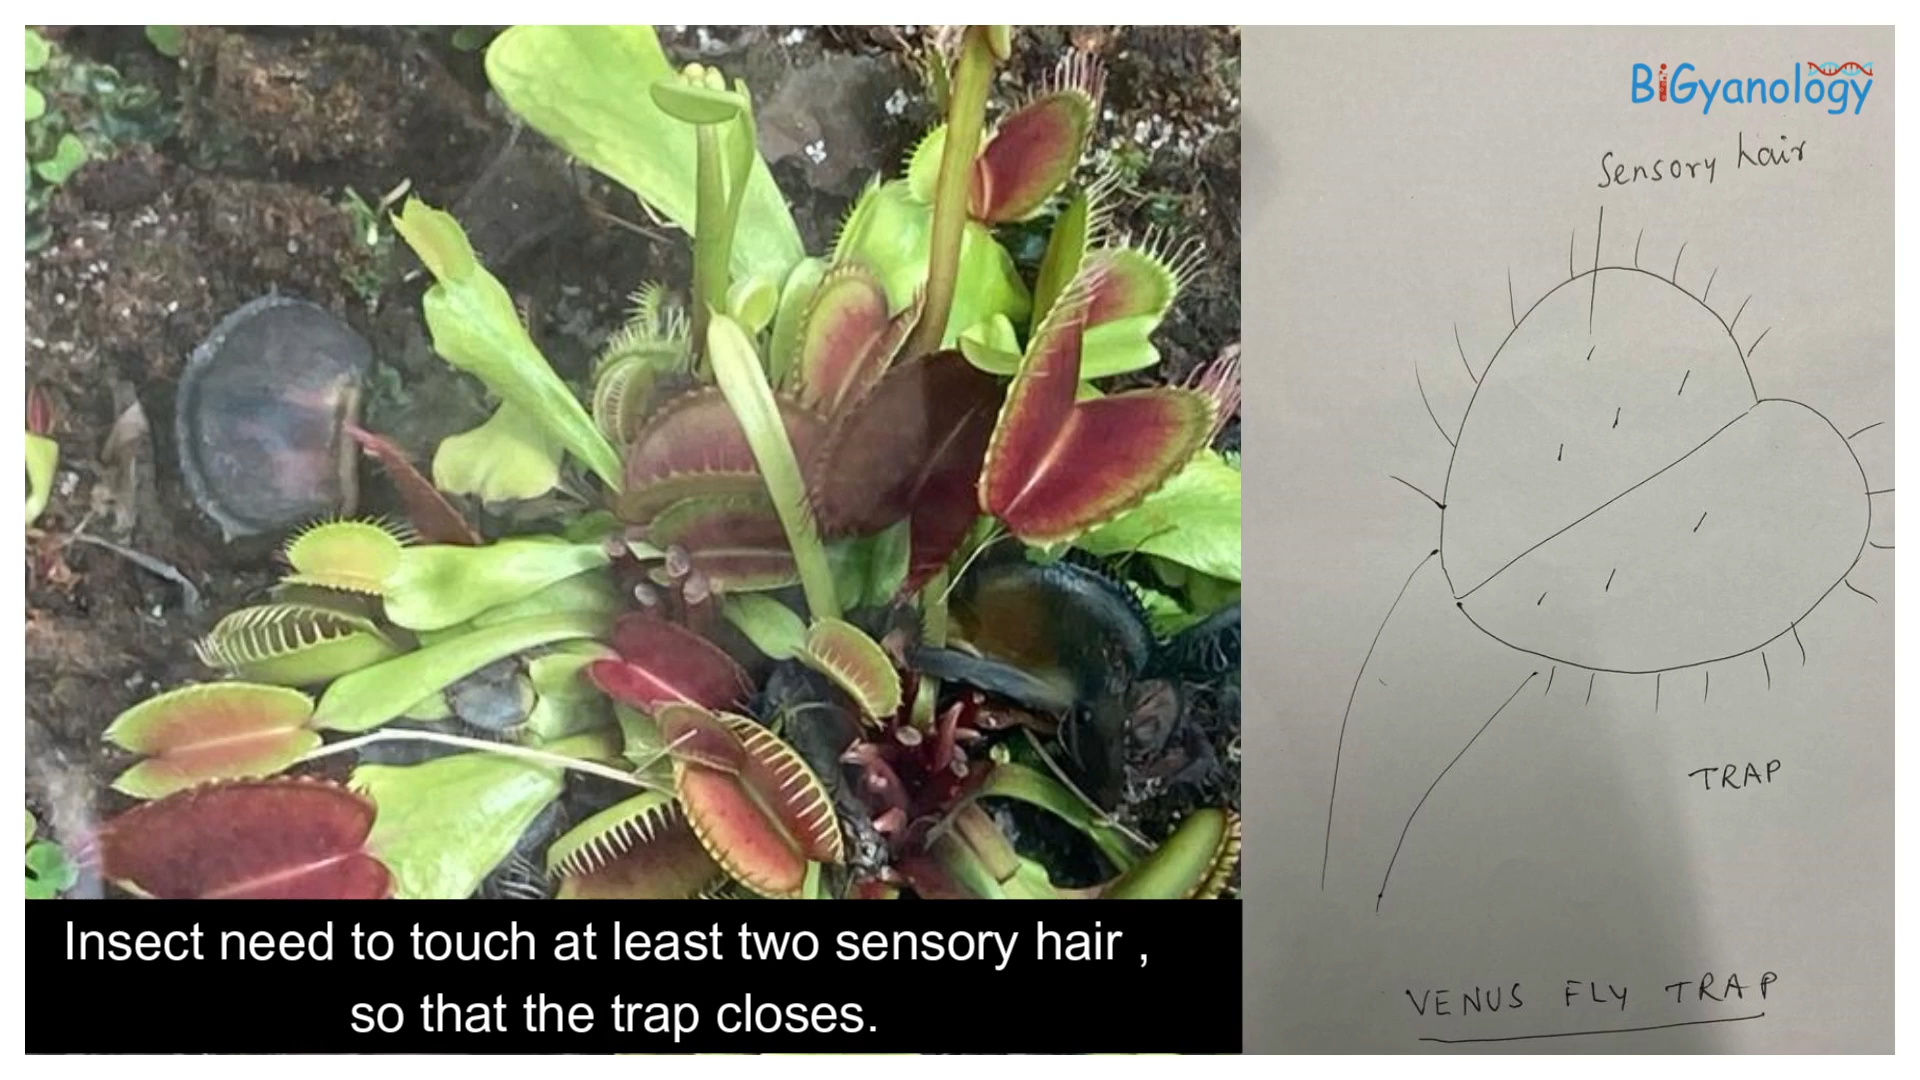 BiGyanology
Sensory hair
TRAP
VENUS FLY TRAP
Insect need to touch at least two sensory hair ,
so that the trap closes.